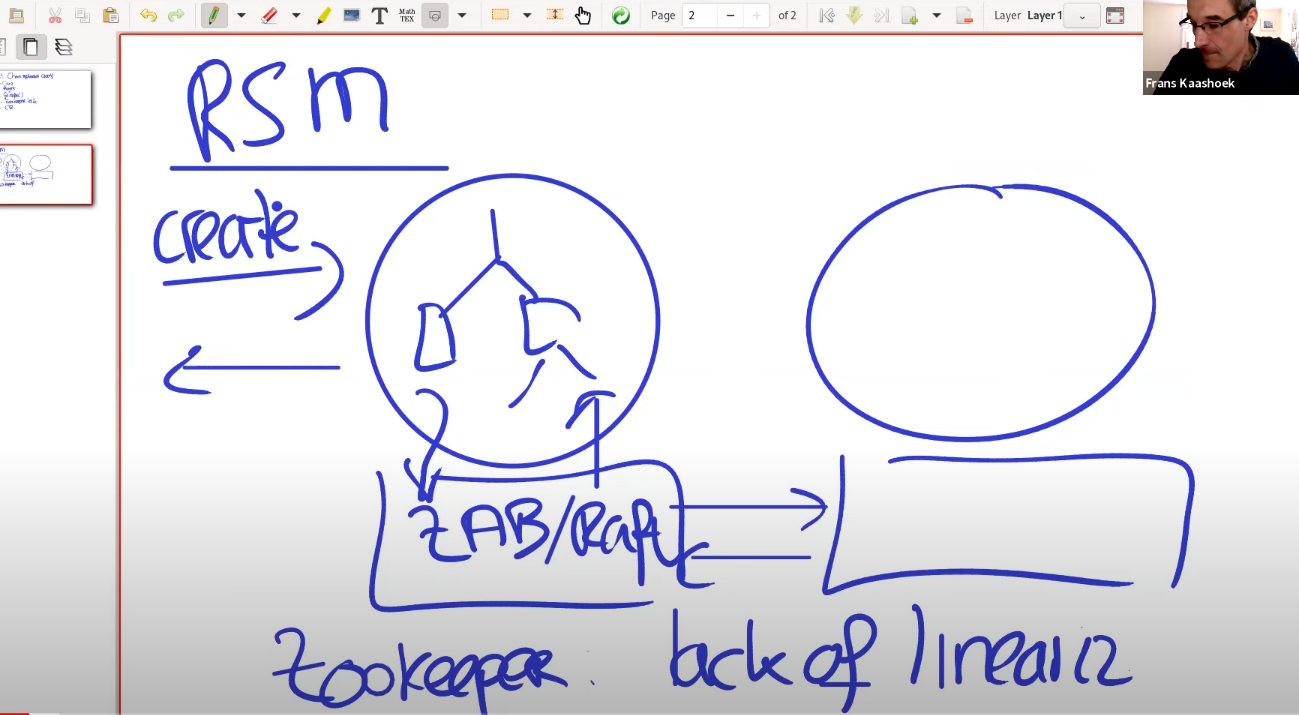 Page 2 of 2 Layer Layer 1
T Math TEX
Frans Kaashoek
RSM
create
ZAB/Raft
Zookeeper: lack of lineariz